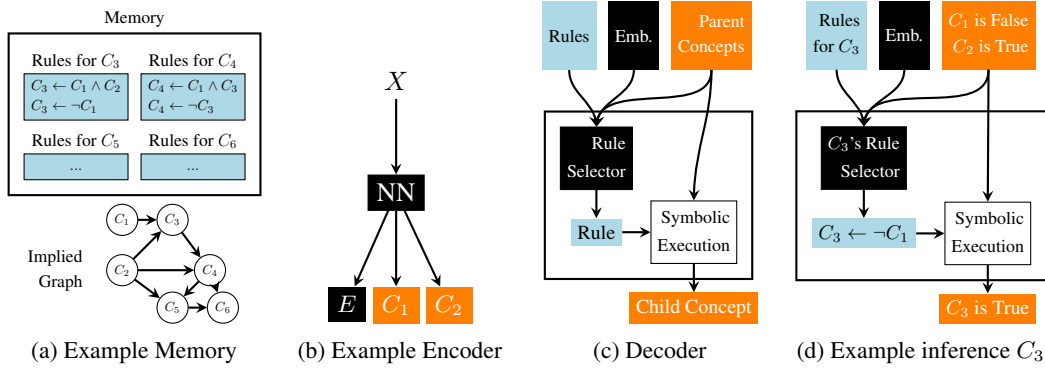 Memory
Rules for C₃
C₃ ← C₁ ∧ C₂
C₃ ← ¬C₁
Rules for C₄
C₄ ← C₁ ∧ C₃
C₄ ← ¬C₃
Rules for C₅
...
Rules for C₆
...
Implied
Graph
C₁
C₃
C₂
C₄
C₅
C₆
(a) Example Memory
X
NN
E
C₁
C₂
(b) Example Encoder
Rules
Emb.
Parent
Concepts
Rule
Selector
Rule
Symbolic
Execution
Child Concept
(c) Decoder
Rules
for C₃
Emb.
C₁ is False
C₂ is True
C₃'s Rule
Selector
C₃ ← ¬C₁
Symbolic
Execution
C₃ is True
(d) Example inference C₃